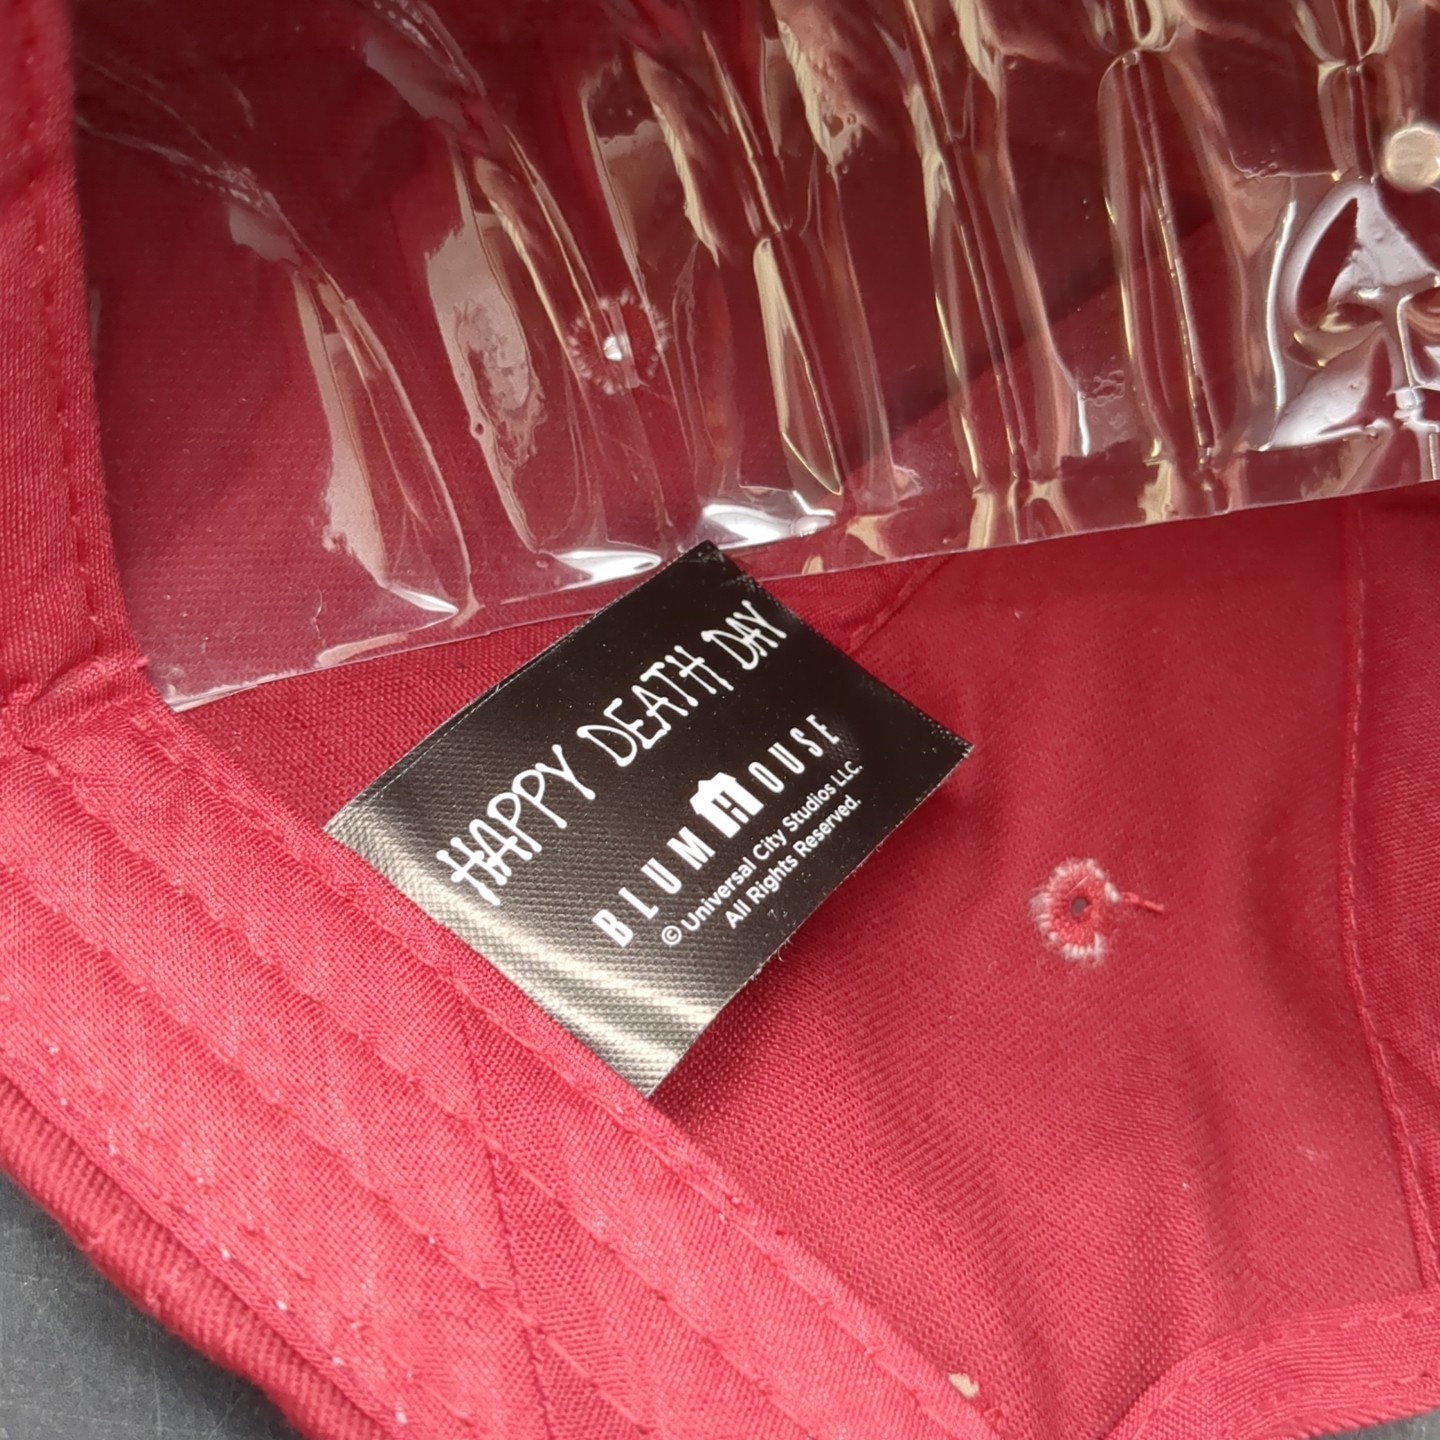 HAPPY DEATH DAY
BLUMHOUSE
© Universal City Studios LLC.
All Rights Reserved.